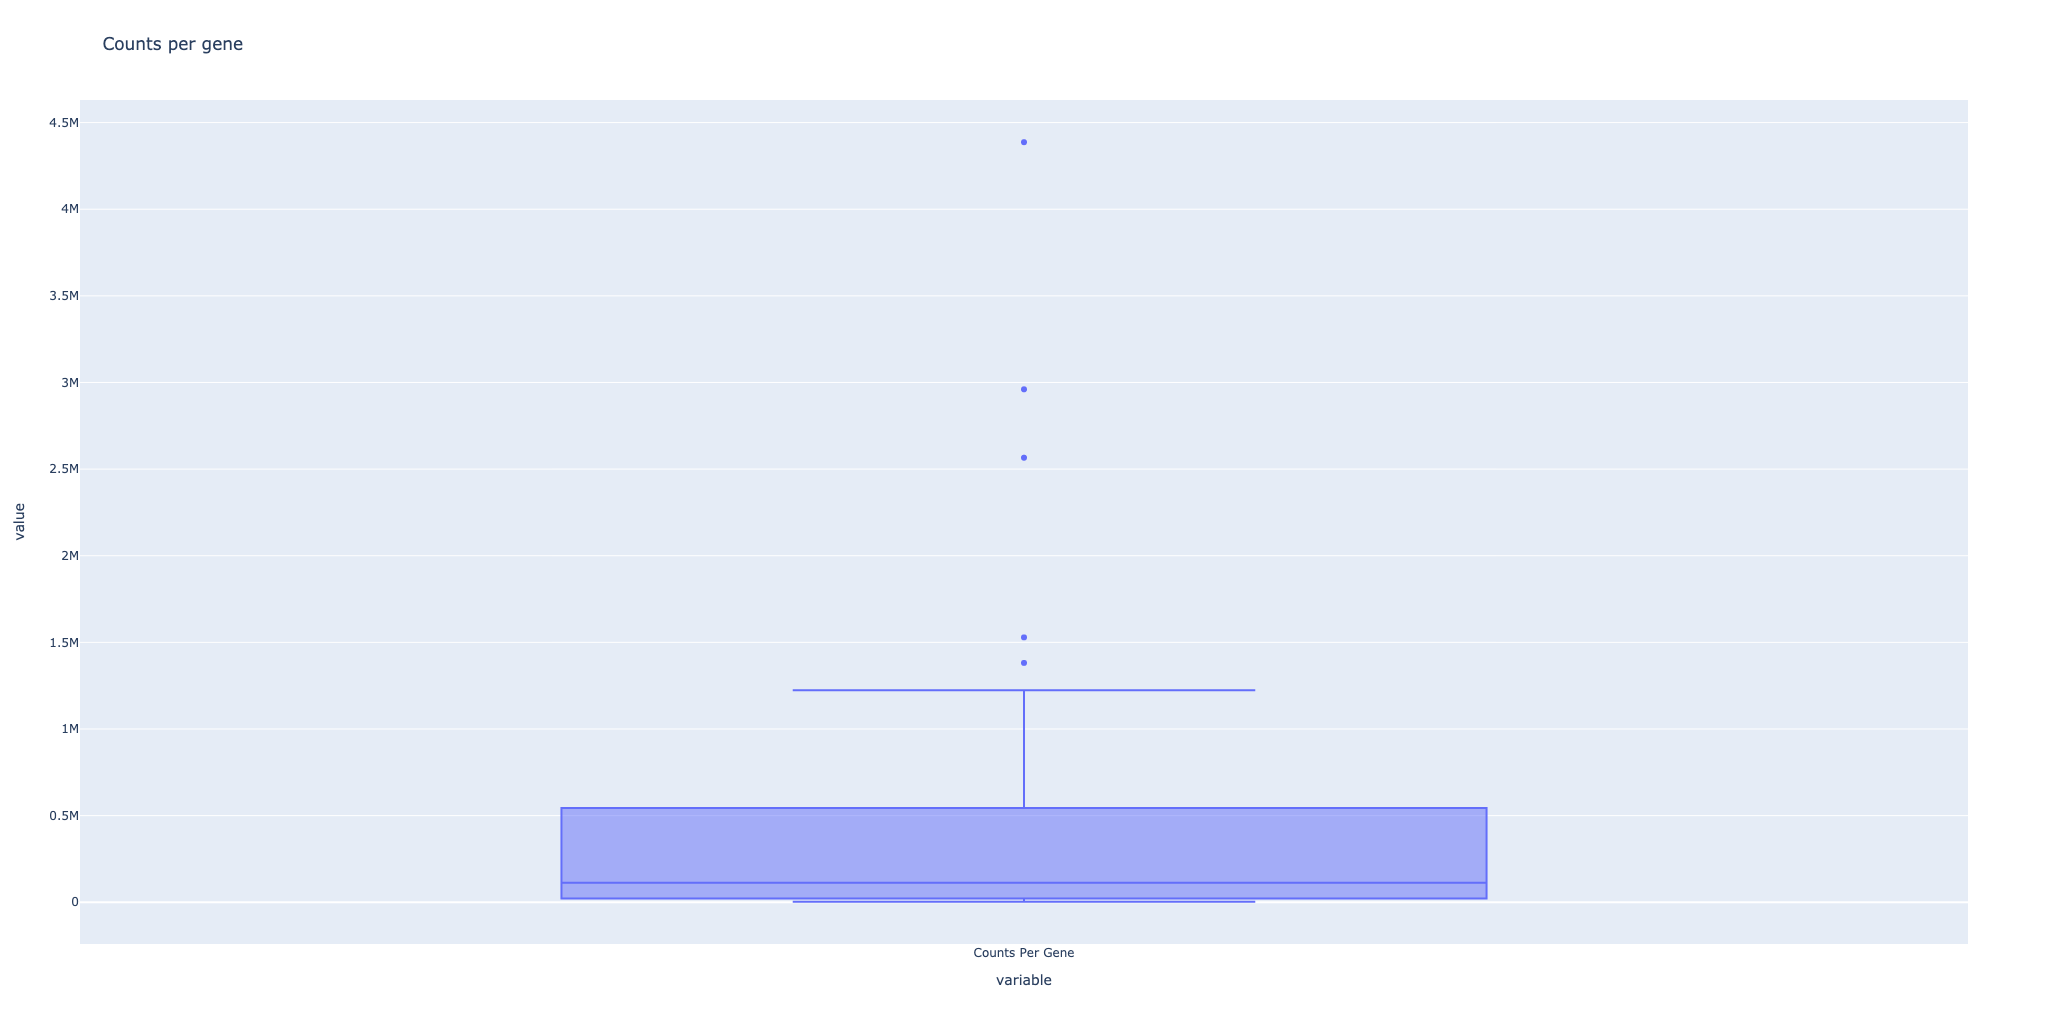 Counts per gene
4.5M
4M
3.5M
3M
2.5M
2M
1.5M
1M
0.5M
0
value
Counts Per Gene
variable